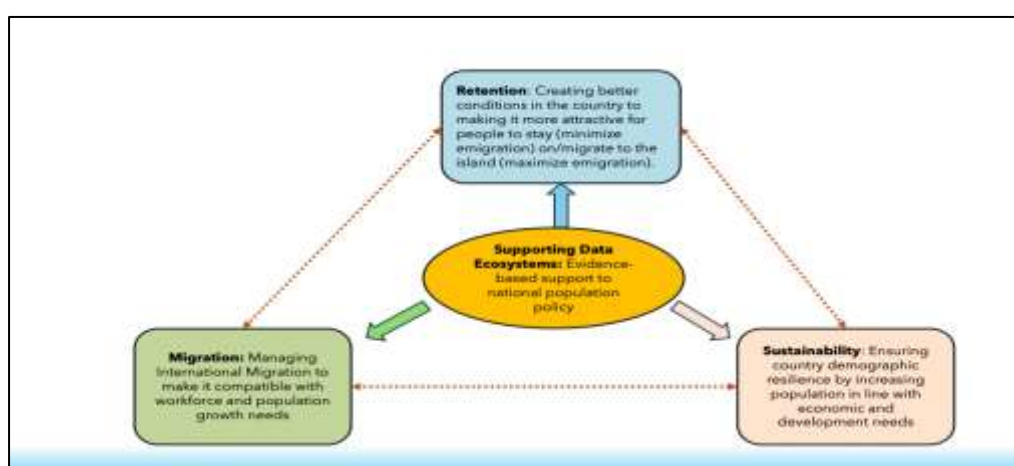 Retention: Creating better
conditions in the country to
making it more attractive for
people to stay (minimize
emigration) on/migrate to the
island (maximize emigration).
Supporting Data
Ecosystems: Evidence-
based support to
national population
policy
Migration: Managing
International Migration to
make it compatible with
workforce and population
growth needs
Sustainability: Ensuring
country demographic
resilience by increasing
population in line with
economic and
development needs